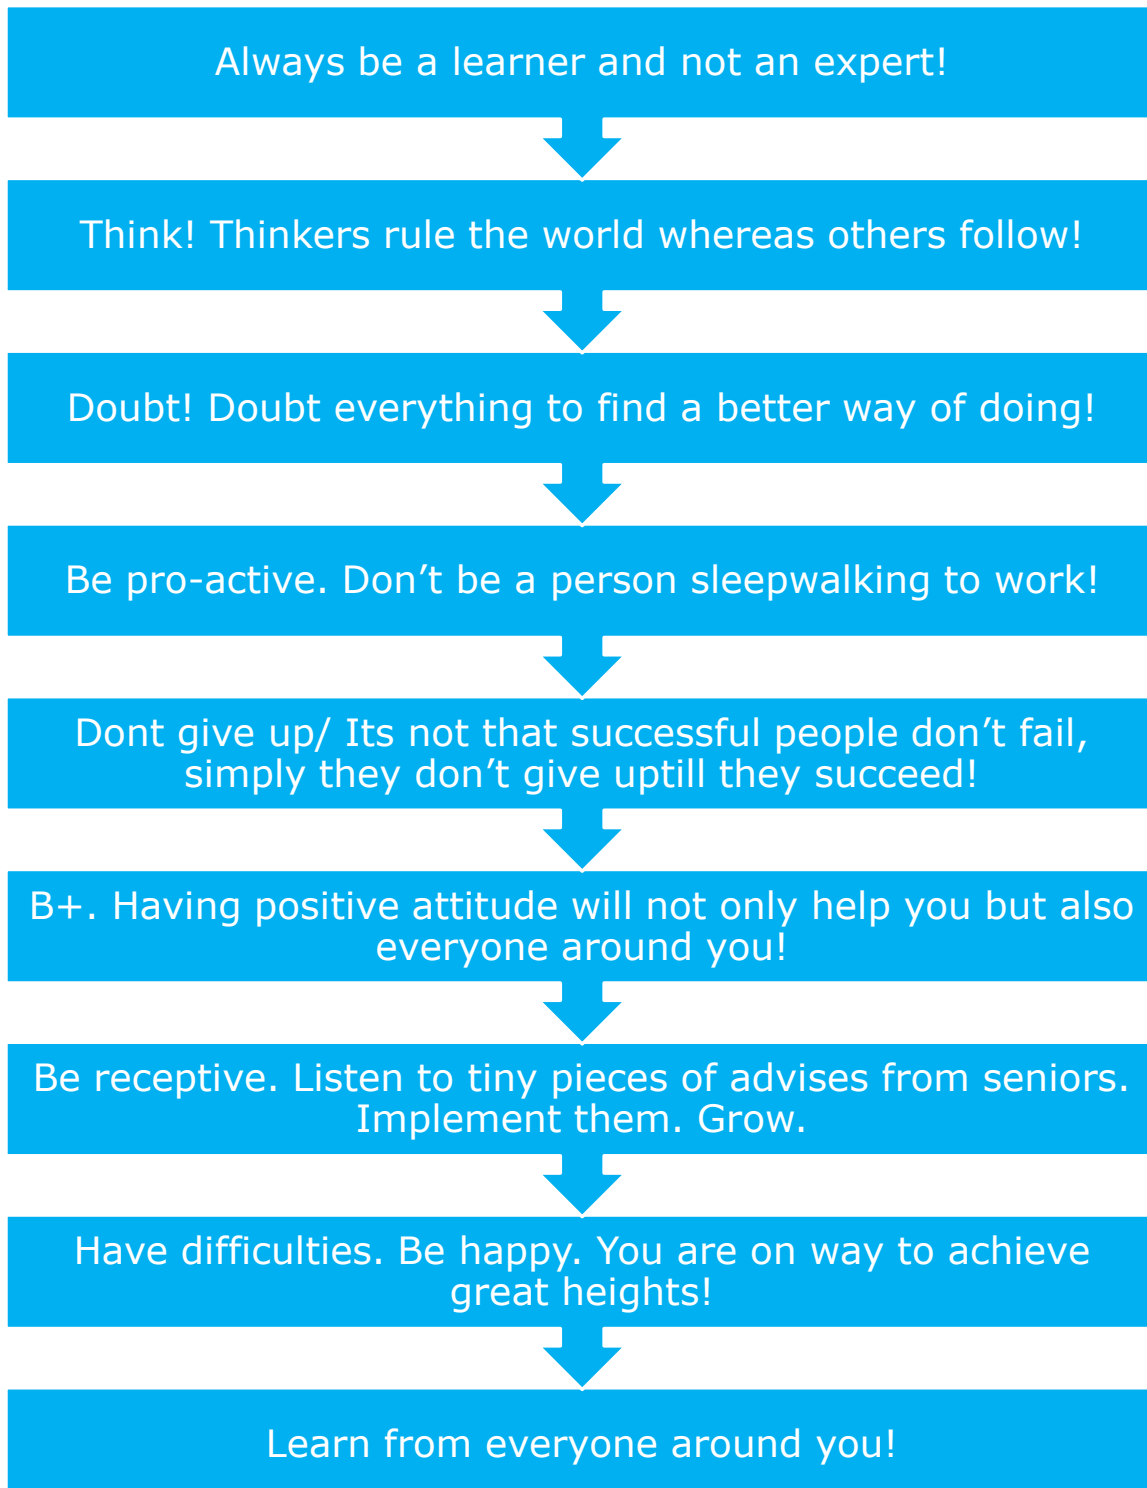 Always be a learner and not an expert!
Think! Thinkers rule the world whereas others follow!
Doubt! Doubt everything to find a better way of doing!
Be pro-active. Don’t be a person sleepwalking to work!
Dont give up/ Its not that successful people don’t fail,
simply they don’t give uptill they succeed!
B+. Having positive attitude will not only help you but also
everyone around you!
Be receptive. Listen to tiny pieces of advises from seniors.
Implement them. Grow.
Have difficulties. Be happy. You are on way to achieve
great heights!
Learn from everyone around you!